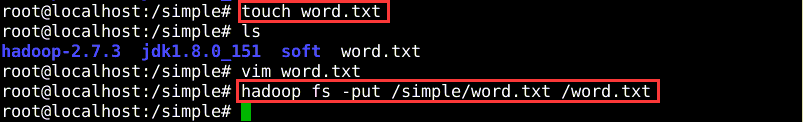 root@localhost:/simple# touch word.txt
root@localhost:/simple# ls
hadoop-2.7.3  jdk1.8.0_151  soft  word.txt
root@localhost:/simple# vim word.txt
root@localhost:/simple# hadoop fs -put /simple/word.txt /word.txt
root@localhost:/simple#